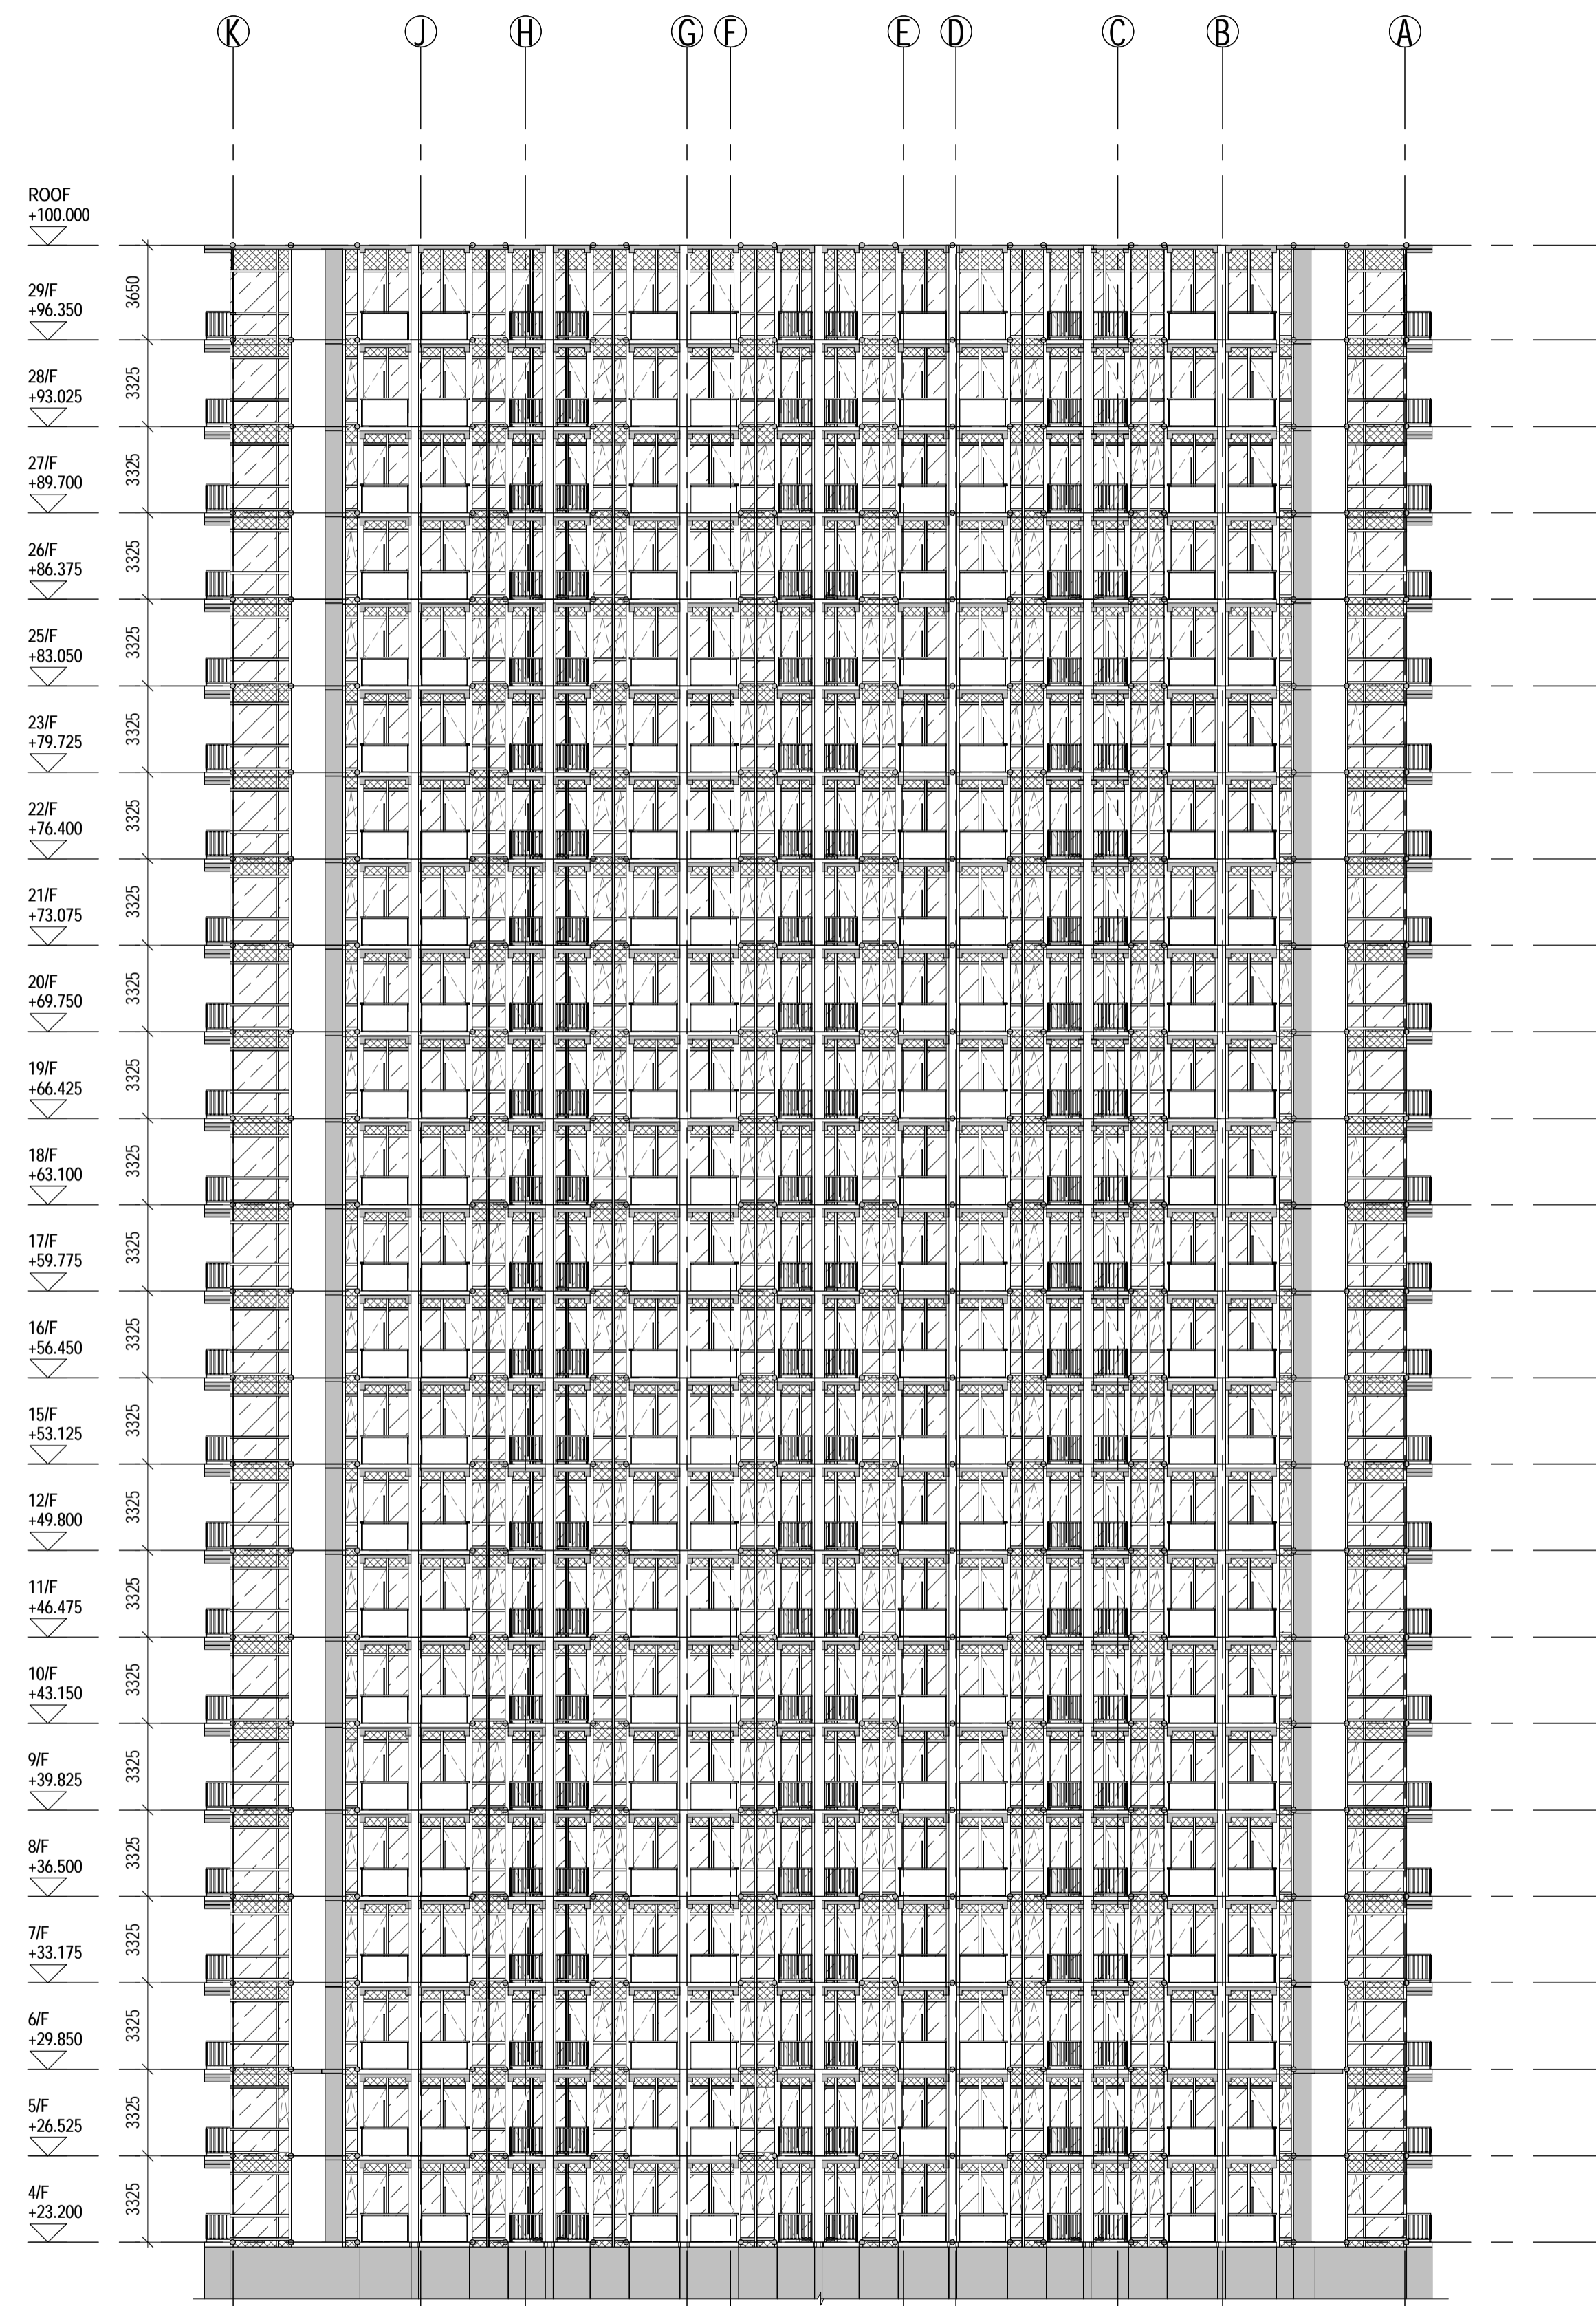 K J H G F E D C B A
ROOF
+100.000
3650
29/F
+96.350
3325
28/F
+93.025
3325
27/F
+89.700
3325
26/F
+86.375
3325
25/F
+83.050
3325
23/F
+79.725
3325
22/F
+76.400
3325
21/F
+73.075
3325
20/F
+69.750
3325
19/F
+66.425
3325
18/F
+63.100
3325
17/F
+59.775
3325
16/F
+56.450
3325
15/F
+53.125
3325
12/F
+49.800
3325
11/F
+46.475
3325
10/F
+43.150
3325
9/F
+39.825
3325
8/F
+36.500
3325
7/F
+33.175
3325
6/F
+29.850
3325
5/F
+26.525
3325
4/F
+23.200